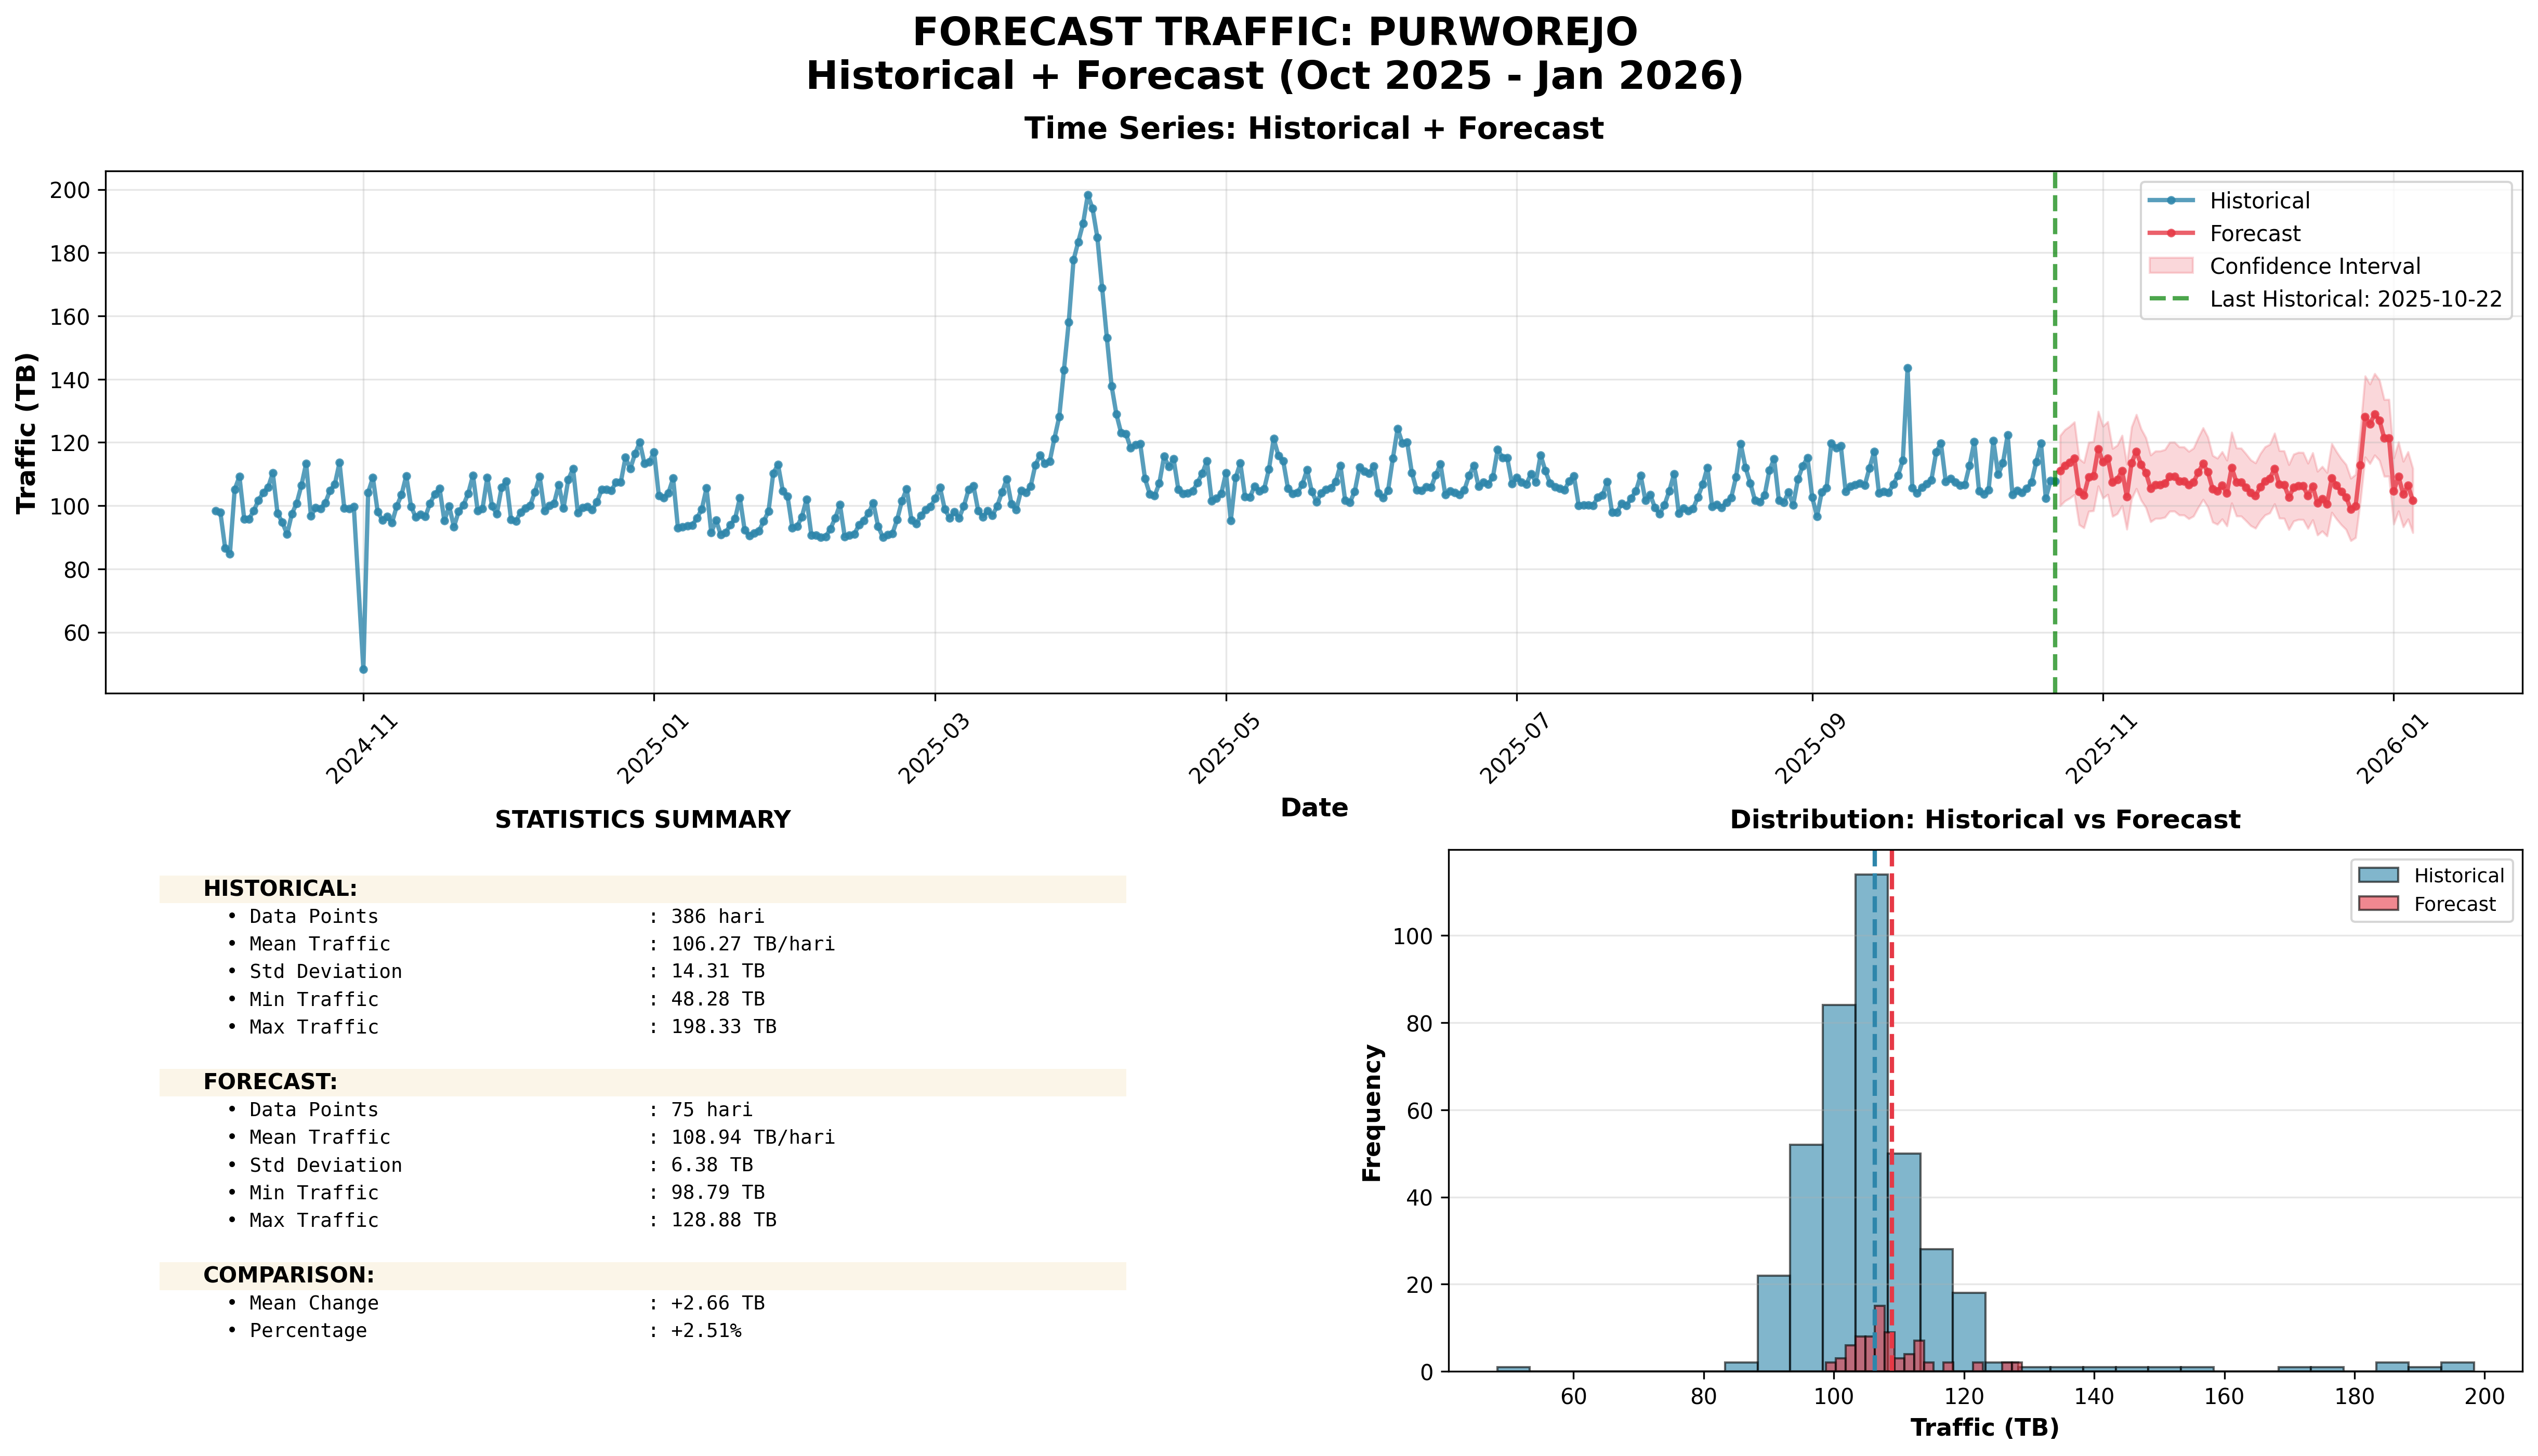 FORECAST TRAFFIC: PURWOREJO
Historical + Forecast (Oct 2025 - Jan 2026)
Time Series: Historical + Forecast
Traffic (TB)
200
180
160
140
120
100
80
60
Historical
Forecast
Confidence Interval
Last Historical: 2025-10-22
2024-11
2025-01
2025-03
2025-05
2025-07
2025-09
2025-11
2026-01
Date
STATISTICS SUMMARY
HISTORICAL:
• Data Points : 386 hari
• Mean Traffic : 106.27 TB/hari
• Std Deviation : 14.31 TB
• Min Traffic : 48.28 TB
• Max Traffic : 198.33 TB
FORECAST:
• Data Points : 75 hari
• Mean Traffic : 108.94 TB/hari
• Std Deviation : 6.38 TB
• Min Traffic : 98.79 TB
• Max Traffic : 128.88 TB
COMPARISON:
• Mean Change : +2.66 TB
• Percentage : +2.51%
Distribution: Historical vs Forecast
Historical
Forecast
Frequency
100
80
60
40
20
0
60
80
100
120
140
160
180
200
Traffic (TB)